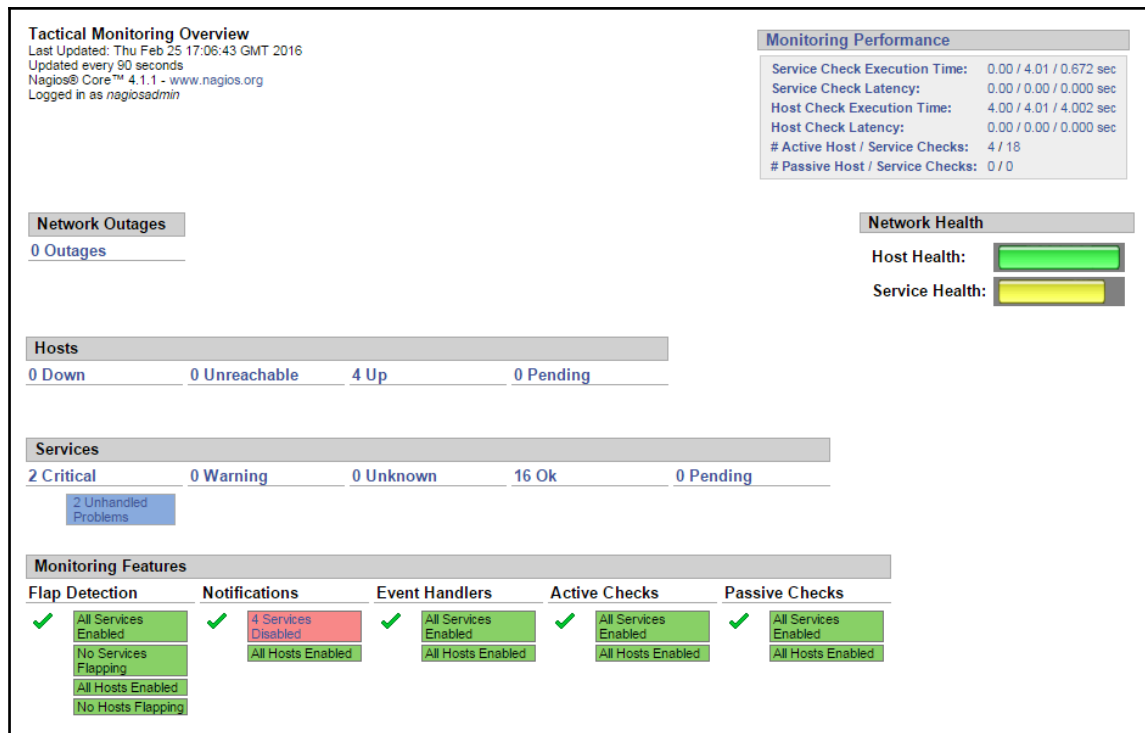 Tactical Monitoring Overview
Last Updated: Thu Feb 25 17:06:43 GMT 2016
Updated every 90 seconds
Nagios® Core™ 4.1.1 - www.nagios.org
Logged in as nagiosadmin
Monitoring Performance
Service Check Execution Time: 0.00 / 4.01 / 0.672 sec
Service Check Latency: 0.00 / 0.00 / 0.000 sec
Host Check Execution Time: 4.00 / 4.01 / 4.002 sec
Host Check Latency: 0.00 / 0.00 / 0.000 sec
# Active Host / Service Checks: 4 / 18
# Passive Host / Service Checks: 0 / 0
Network Outages
0 Outages
Network Health
Host Health:
Service Health:
Hosts
0 Down 0 Unreachable 4 Up 0 Pending
Services
2 Critical 0 Warning 0 Unknown 16 Ok 0 Pending
2 Unhandled
Problems
Monitoring Features
Flap Detection Notifications Event Handlers Active Checks Passive Checks
All Services
Enabled
No Services
Flapping
All Hosts Enabled
No Hosts Flapping
4 Services
Disabled
All Hosts Enabled
All Services
Enabled
All Hosts Enabled
All Services
Enabled
All Hosts Enabled
All Services
Enabled
All Hosts Enabled